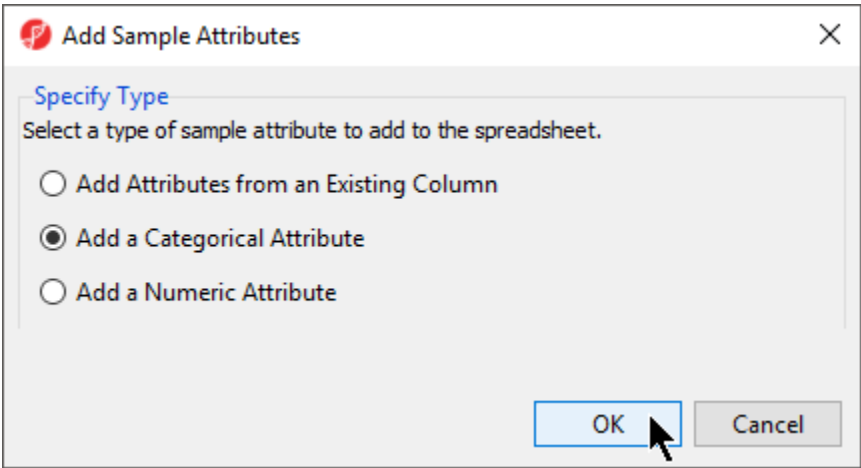 Add Sample Attributes
Specify Type
Select a type of sample attribute to add to the spreadsheet.
Add Attributes from an Existing Column
Add a Categorical Attribute
Add a Numeric Attribute
OK
Cancel